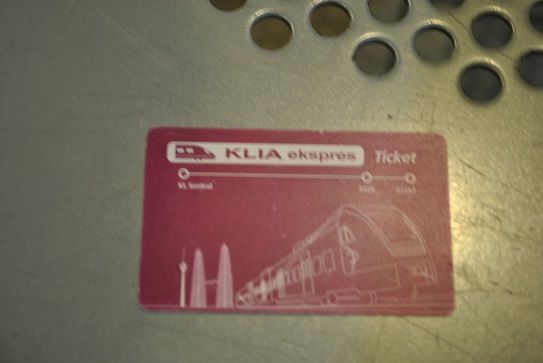 KLIA ekspres Ticket
KL Sentral KLIA KLIA2